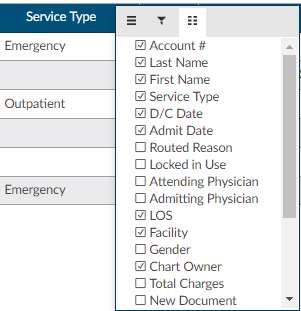 Service Type
Emergency
Outpatient
Emergency
Account #
Last Name
First Name
Service Type
D/C Date
Admit Date
Routed Reason
Locked in Use
Attending Physician
Admitting Physician
LOS
Facility
Gender
Chart Owner
Total Charges
New Document